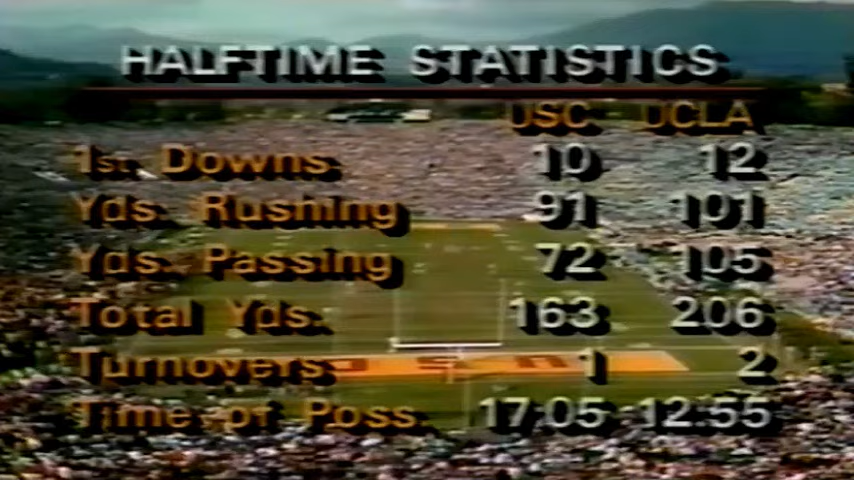 HALFTIME STATISTICS
USC UCLA
1st. Downs 10 12
Yds. Rushing 91 101
Yds. Passing 72 105
Total Yds. 163 206
Turnovers 1 2
Time of Poss. 17:05 12:55